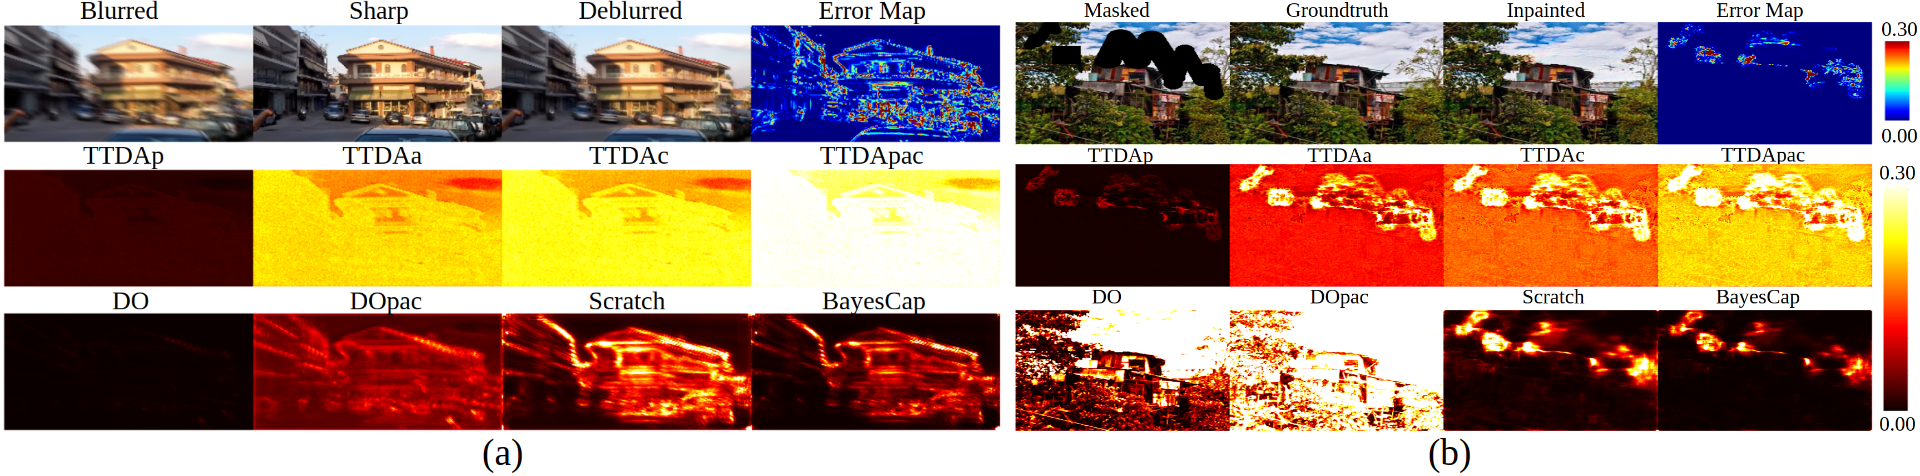 Blurred Sharp Deblurred Error Map
TTDAp TTDAa TTDAc TTDApac
DO DOpac Scratch BayesCap
(a)
Masked Groundtruth Inpainted Error Map
0.30
0.00
TTDAp TTDAa TTDAc TTDApac
0.30
DO DOpac Scratch BayesCap
0.00
(b)